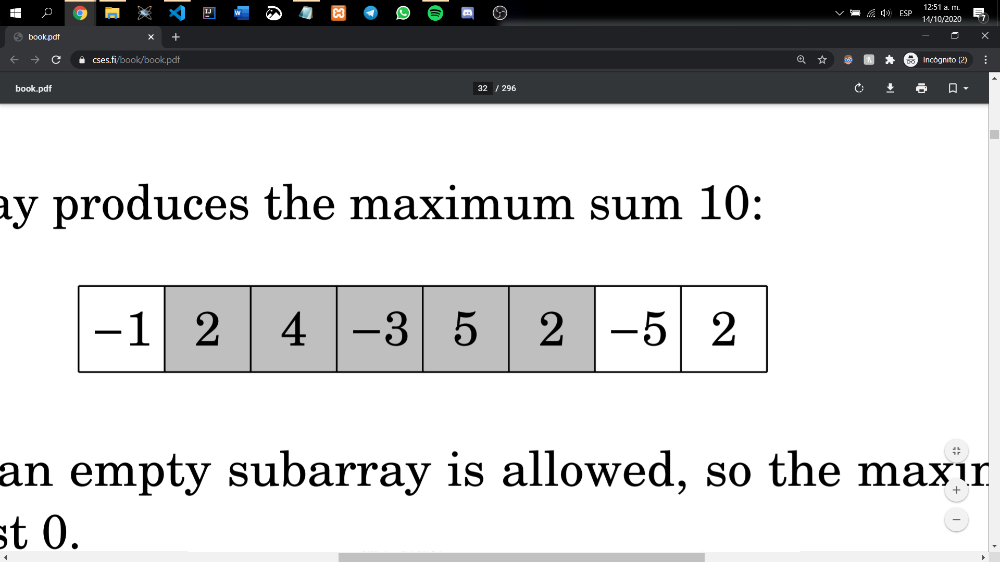 ESP
12:51 a. m.
14/10/2020
7
book.pdf
cses.fi/book/book.pdf
Incógnito (2)
book.pdf
32 / 296
ay produces the maximum sum 10:
−1 2 4 −3 5 2 −5 2
an empty subarray is allowed, so the
st 0.